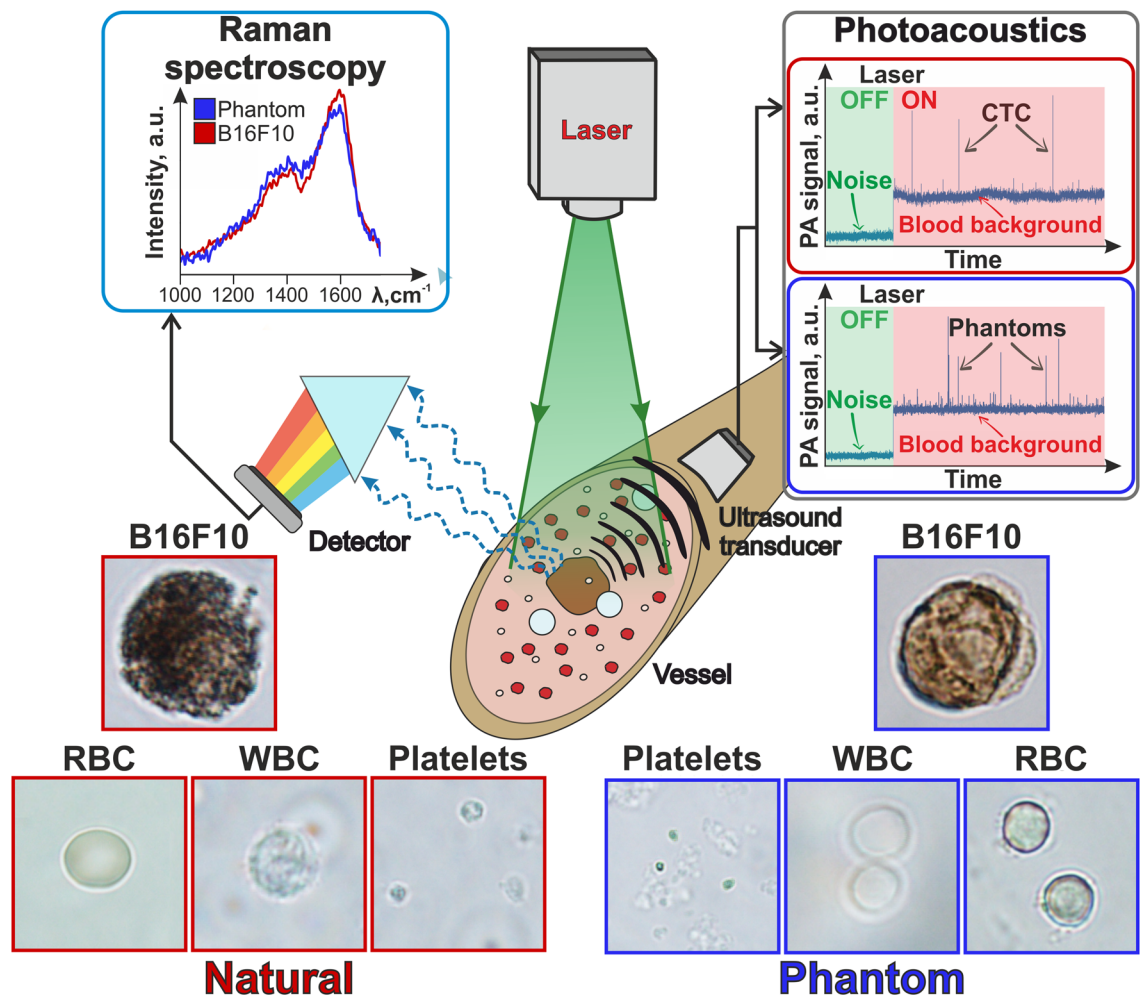 Raman
spectroscopy
Intensity, a.u.
Phantom
B16F10
1000 1200 1400 1600 λ,cm⁻¹
Laser
Photoacoustics
PA signal, a.u.
Laser
OFF ON
CTC
Noise
Blood background
Time
PA signal, a.u.
Laser
OFF
Phantoms
Noise
Blood background
Time
Detector
Ultrasound
transducer
Vessel
B16F10
B16F10
RBC WBC Platelets
Platelets WBC RBC
Natural
Phantom